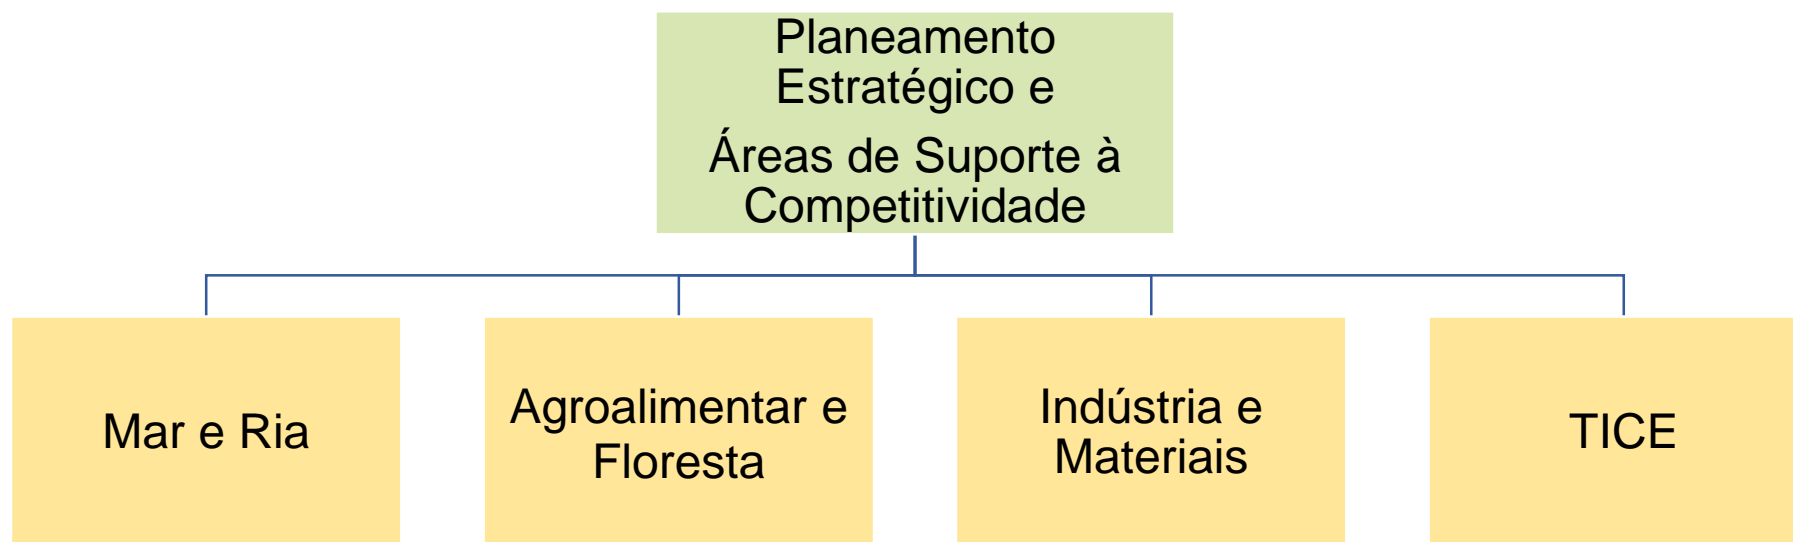 Planeamento
Estratégico e
Áreas de Suporte à
Competitividade
Mar e Ria
Agroalimentar e
Floresta
Indústria e
Materiais
TICE